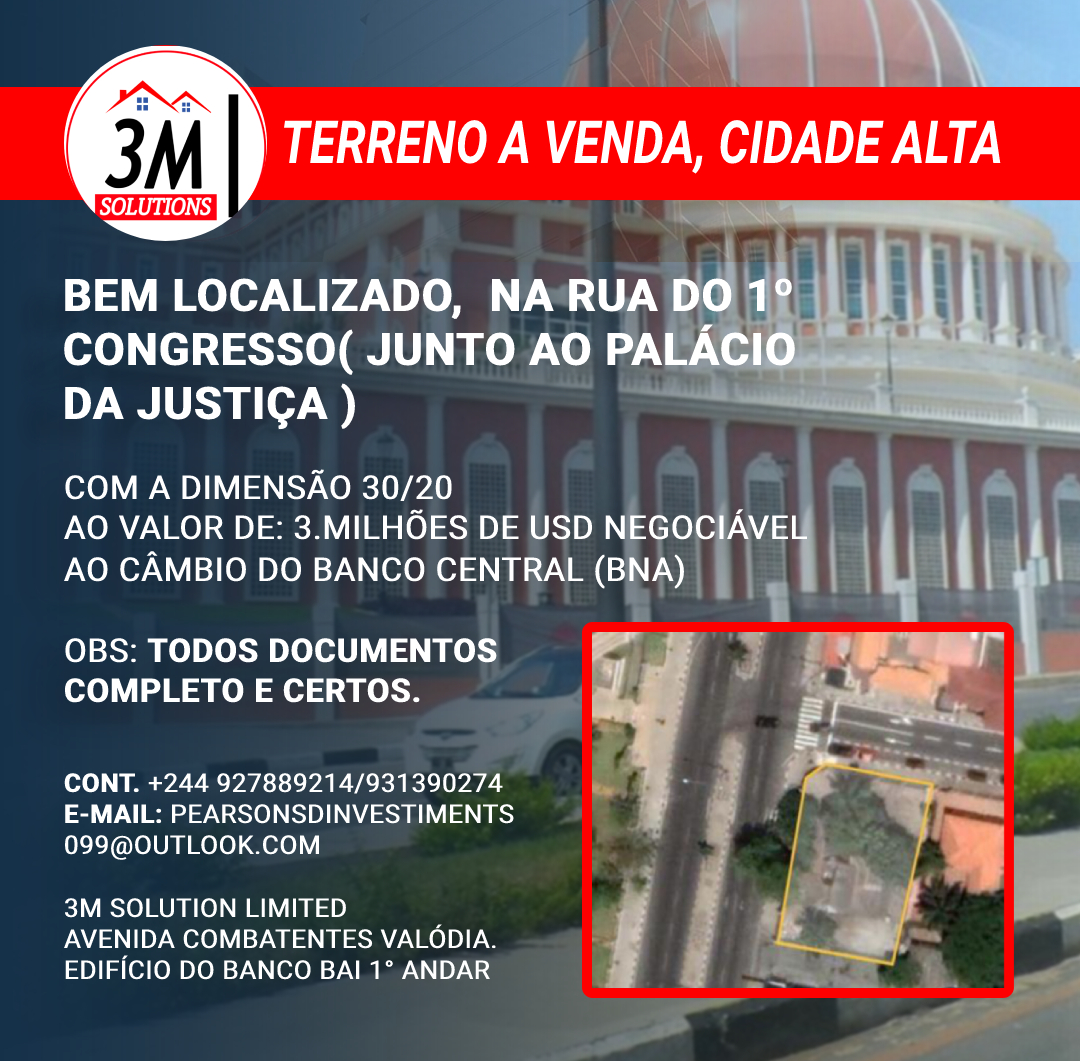 3M
SOLUTIONS
TERRENO A VENDA, CIDADE ALTA
BEM LOCALIZADO, NA RUA DO 1º
CONGRESSO( JUNTO AO PALÁCIO
DA JUSTIÇA )
COM A DIMENSÃO 30/20
AO VALOR DE: 3.MILHÕES DE USD NEGOCIÁVEL
AO CÂMBIO DO BANCO CENTRAL (BNA)
OBS: TODOS DOCUMENTOS
COMPLETO E CERTOS.
CONT. +244 927889214/931390274
E-MAIL: PEARSONSDINVESTIMENTS
099@OUTLOOK.COM
3M SOLUTION LIMITED
AVENIDA COMBATENTES VALÓDIA.
EDIFÍCIO DO BANCO BAI 1° ANDAR